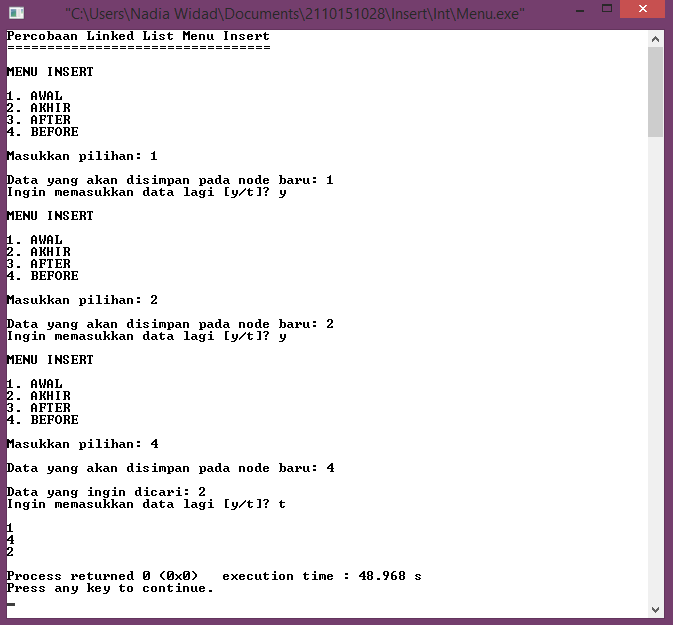 "C:\Users\Nadia Widad\Documents\2110151028\Insert\Int\Menu.exe"
Percobaan Linked List Menu Insert
=================================
MENU INSERT
1. AWAL
2. AKHIR
3. AFTER
4. BEFORE
Masukkan pilihan: 1
Data yang akan disimpan pada node baru: 1
Ingin memasukkan data lagi [y/t]? y
MENU INSERT
1. AWAL
2. AKHIR
3. AFTER
4. BEFORE
Masukkan pilihan: 2
Data yang akan disimpan pada node baru: 2
Ingin memasukkan data lagi [y/t]? y
MENU INSERT
1. AWAL
2. AKHIR
3. AFTER
4. BEFORE
Masukkan pilihan: 4
Data yang akan disimpan pada node baru: 4
Data yang ingin dicari: 2
Ingin memasukkan data lagi [y/t]? t
1
4
2
Process returned 0 (0x0)   execution time : 48.968 s
Press any key to continue.